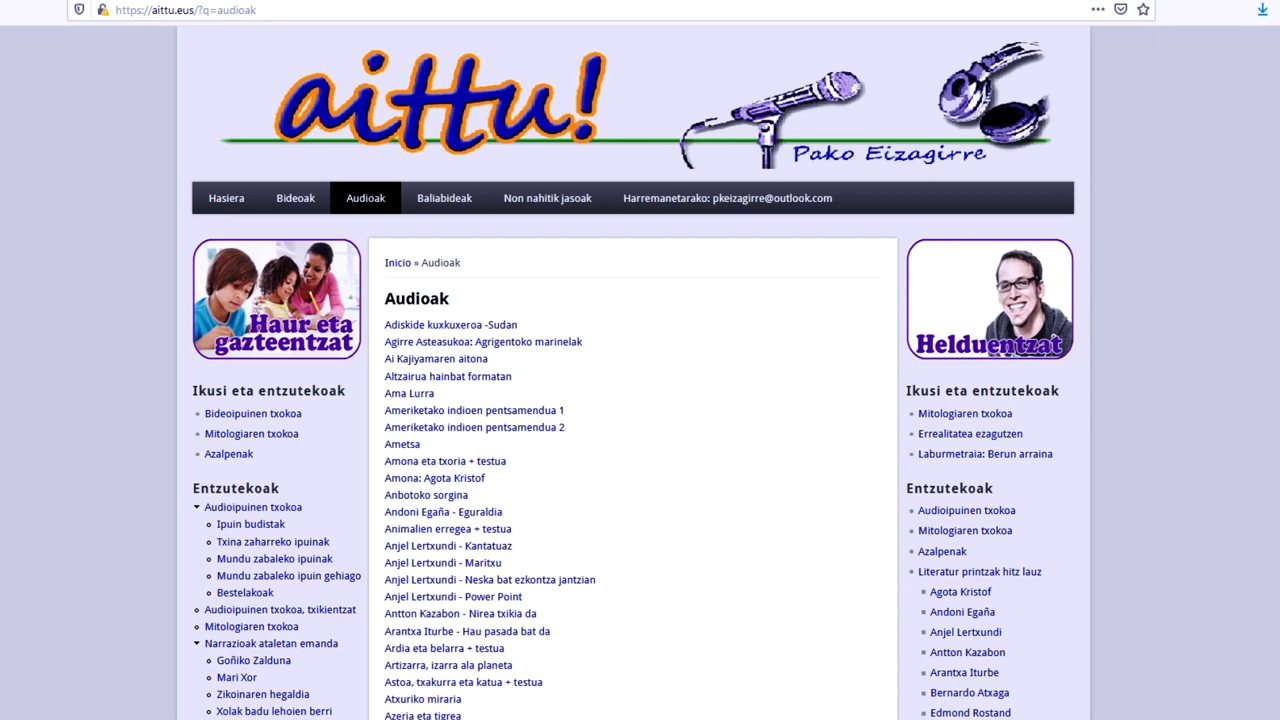 https://aittu.eus/?q=audioak
aittu!
Pako Eizagirre
Hasiera
Bideoak
Audioak
Baliabideak
Non nahitik jasoak
Harremanetarako: pkeizagirre@outlook.com
Haur eta
gazteentzat
Ikusi eta entzutekoak
Bideoipuinen txokoa
Mitologiaren txokoa
Azalpenak
Entzutekoak
Audioipuinen txokoa
Ipuin budistak
Txina zaharreko ipuinak
Mundu zabaleko ipuinak
Mundu zabaleko ipuin gehiago
Bestelakoak
Audioipuinen txokoa, txikientzat
Mitologiaren txokoa
Narrazioak ataletan emanda
Goñiko Zalduna
Mari Xor
Zikoinaren hegaldia
Xolak badu lehoien berri
Inicio » Audioak
Audioak
Adiskide kuxkuxeroa -Sudan
Agirre Asteasukoa: Agrigentoko marinelak
Ai Kajiyamaren aitona
Altzairua hainbat formatan
Ama Lurra
Ameriketako indioen pentsamendua 1
Ameriketako indioen pentsamendua 2
Ametsa
Amona eta txoria + testua
Amona: Agota Kristof
Anbotoko sorgina
Andoni Egaña - Eguraldia
Animalien erregea + testua
Anjel Lertxundi - Kantatuaz
Anjel Lertxundi - Maritxu
Anjel Lertxundi - Neska bat ezkontza jantzian
Anjel Lertxundi - Power Point
Antton Kazabon - Nirea txikia da
Arantxa Iturbe - Hau pasada bat da
Ardia eta belarra + testua
Artizarra, izarra ala planeta
Astoa, txakurra eta katua + testua
Atxuriko miraria
Azeria eta tigrea
Helduentzat
Ikusi eta entzutekoak
Mitologiaren txokoa
Errealitatea ezagutzen
Laburmetraia: Berun arraina
Entzutekoak
Audioipuinen txokoa
Mitologiaren txokoa
Azalpenak
Literatur printzak hitz lauz
Agota Kristof
Andoni Egaña
Anjel Lertxundi
Antton Kazabon
Arantxa Iturbe
Bernardo Atxaga
Edmond Rostand